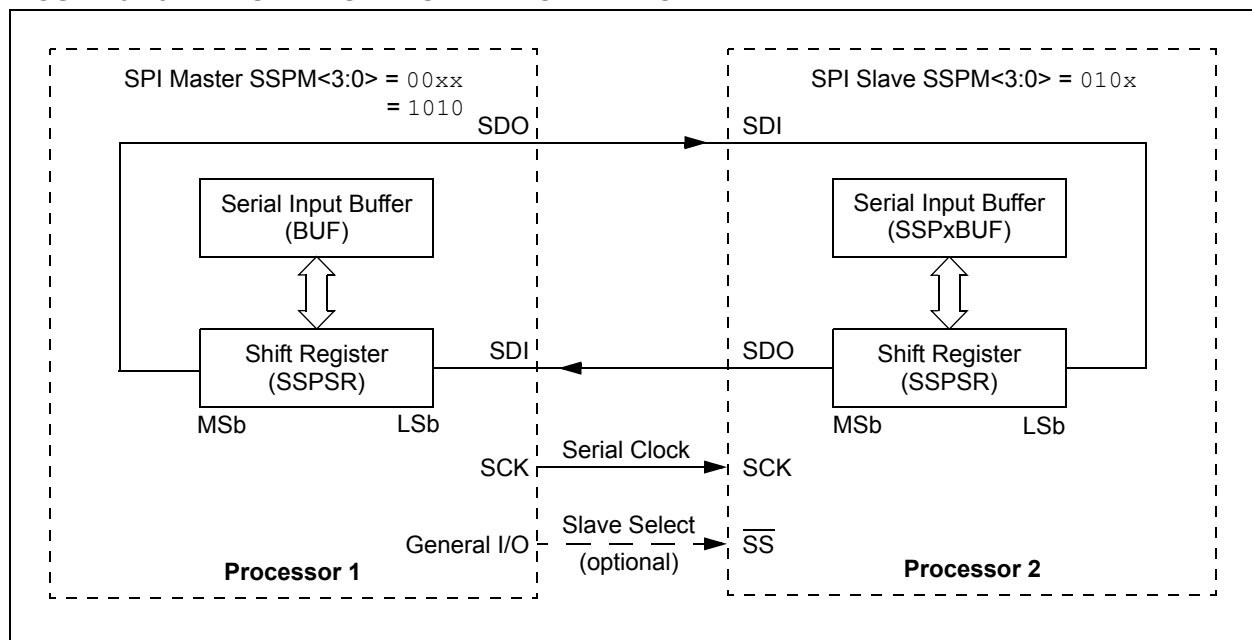 SPI Master SSPM<3:0> = 00xx
= 1010
SDO
Serial Input Buffer
(BUF)
SDI
Shift Register
(SSPSR)
MSb
LSb
SCK
General I/O
Processor 1
Serial Clock
Slave Select
(optional)
SPI Slave SSPM<3:0> = 010x
SDI
Serial Input Buffer
(SSPxBUF)
SDO
Shift Register
(SSPSR)
MSb
LSb
SCK
SS
Processor 2